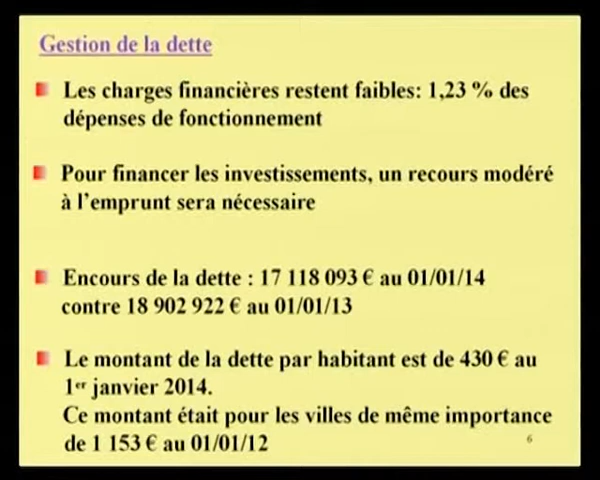 Gestion de la dette
Les charges financières restent faibles: 1,23 % des
dépenses de fonctionnement
Pour financer les investissements, un recours modéré
à l’emprunt sera nécessaire
Encours de la dette : 17 118 093 € au 01/01/14
contre 18 902 922 € au 01/01/13
Le montant de la dette par habitant est de 430 € au
1er janvier 2014.
Ce montant était pour les villes de même importance
de 1 153 € au 01/01/12
6